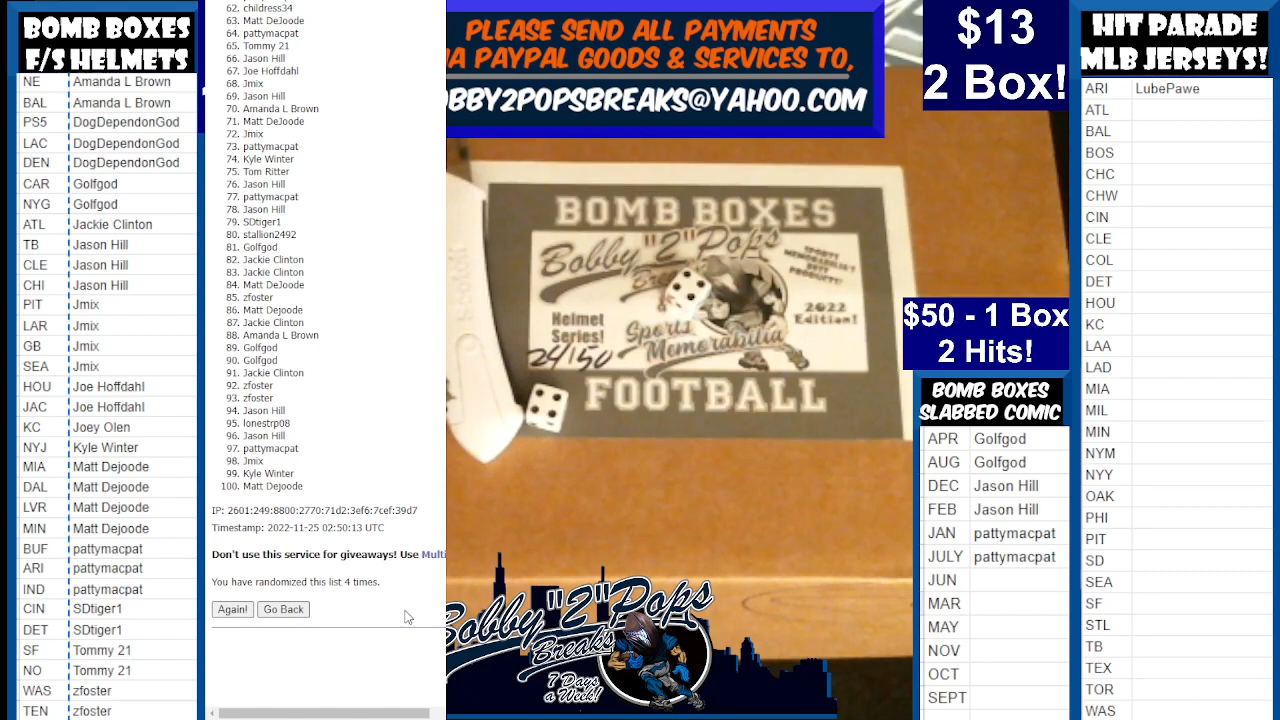 BOMB BOXES
F/S HELMETS
NE Amanda L Brown
BAL Amanda L Brown
PS5 DogDependonGod
LAC DogDependonGod
DEN DogDependonGod
CAR Golfgod
NYG Golfgod
ATL Jackie Clinton
TB Jason Hill
CLE Jason Hill
CHI Jason Hill
PIT Jmix
LAR Jmix
GB Jmix
SEA Jmix
HOU Joe Hoffdahl
JAC Joe Hoffdahl
KC Joey Olen
NYJ Kyle Winter
MIA Matt Dejoode
DAL Matt Dejoode
LVR Matt Dejoode
MIN Matt Dejoode
BUF pattymacpat
ARI pattymacpat
IND pattymacpat
CIN SDtiger1
DET SDtiger1
SF Tommy 21
NO Tommy 21
WAS zfoster
TEN zfoster
62. childress34
63. Matt DeJoode
64. pattymacpat
65. Tommy 21
66. Jason Hill
67. Joe Hoffdahl
68. Jmix
69. Jason Hill
70. Amanda L Brown
71. Matt DeJoode
72. Jmix
73. pattymacpat
74. Kyle Winter
75. Tom Ritter
76. Jason Hill
77. pattymacpat
78. Jason Hill
79. SDtiger1
80. stallion2492
81. Golfgod
82. Jackie Clinton
83. Jackie Clinton
84. Matt DeJoode
85. zfoster
86. Matt DeJoode
87. Jackie Clinton
88. Amanda L Brown
89. Golfgod
90. Golfgod
91. Jackie Clinton
92. zfoster
93. zfoster
94. Jason Hill
95. lonestrp08
96. Jason Hill
97. pattymacpat
98. Jmix
99. Kyle Winter
100. Matt DeJoode
IP: 2601:249:8800:2770:71d2:3ef6:7cef:39d7
Timestamp: 2022-11-25 02:50:13 UTC
Don't use this service for giveaways! Use Multi
You have randomized this list 4 times.
Again! Go Back
PLEASE SEND ALL PAYMENTS
IA PAYPAL GOODS & SERVICES TO,
OBBY2POPSBREAKS@YAHOO.COM
BOMB BOXES
Bobby "2" Pops
Sports
Memorabilia
Helmet
Series!
24/150
2022
Edition!
FOOTBALL
Bobby "2" Pops
Breaks
7 Days
a Week!
$13
2 Box!
$50 - 1 Box
2 Hits!
BOMB BOXES
SLABBED COMIC
APR Golfgod
AUG Golfgod
DEC Jason Hill
FEB Jason Hill
JAN pattymacpat
JULY pattymacpat
JUN
MAR
MAY
NOV
OCT
SEPT
HIT PARADE
MLB JERSEYS!
ARI LubePawe
ATL
BAL
BOS
CHC
CHW
CIN
CLE
COL
DET
HOU
KC
LAA
LAD
MIA
MIL
MIN
NYM
NYY
OAK
PHI
PIT
SD
SEA
SF
STL
TB
TEX
TOR
WAS